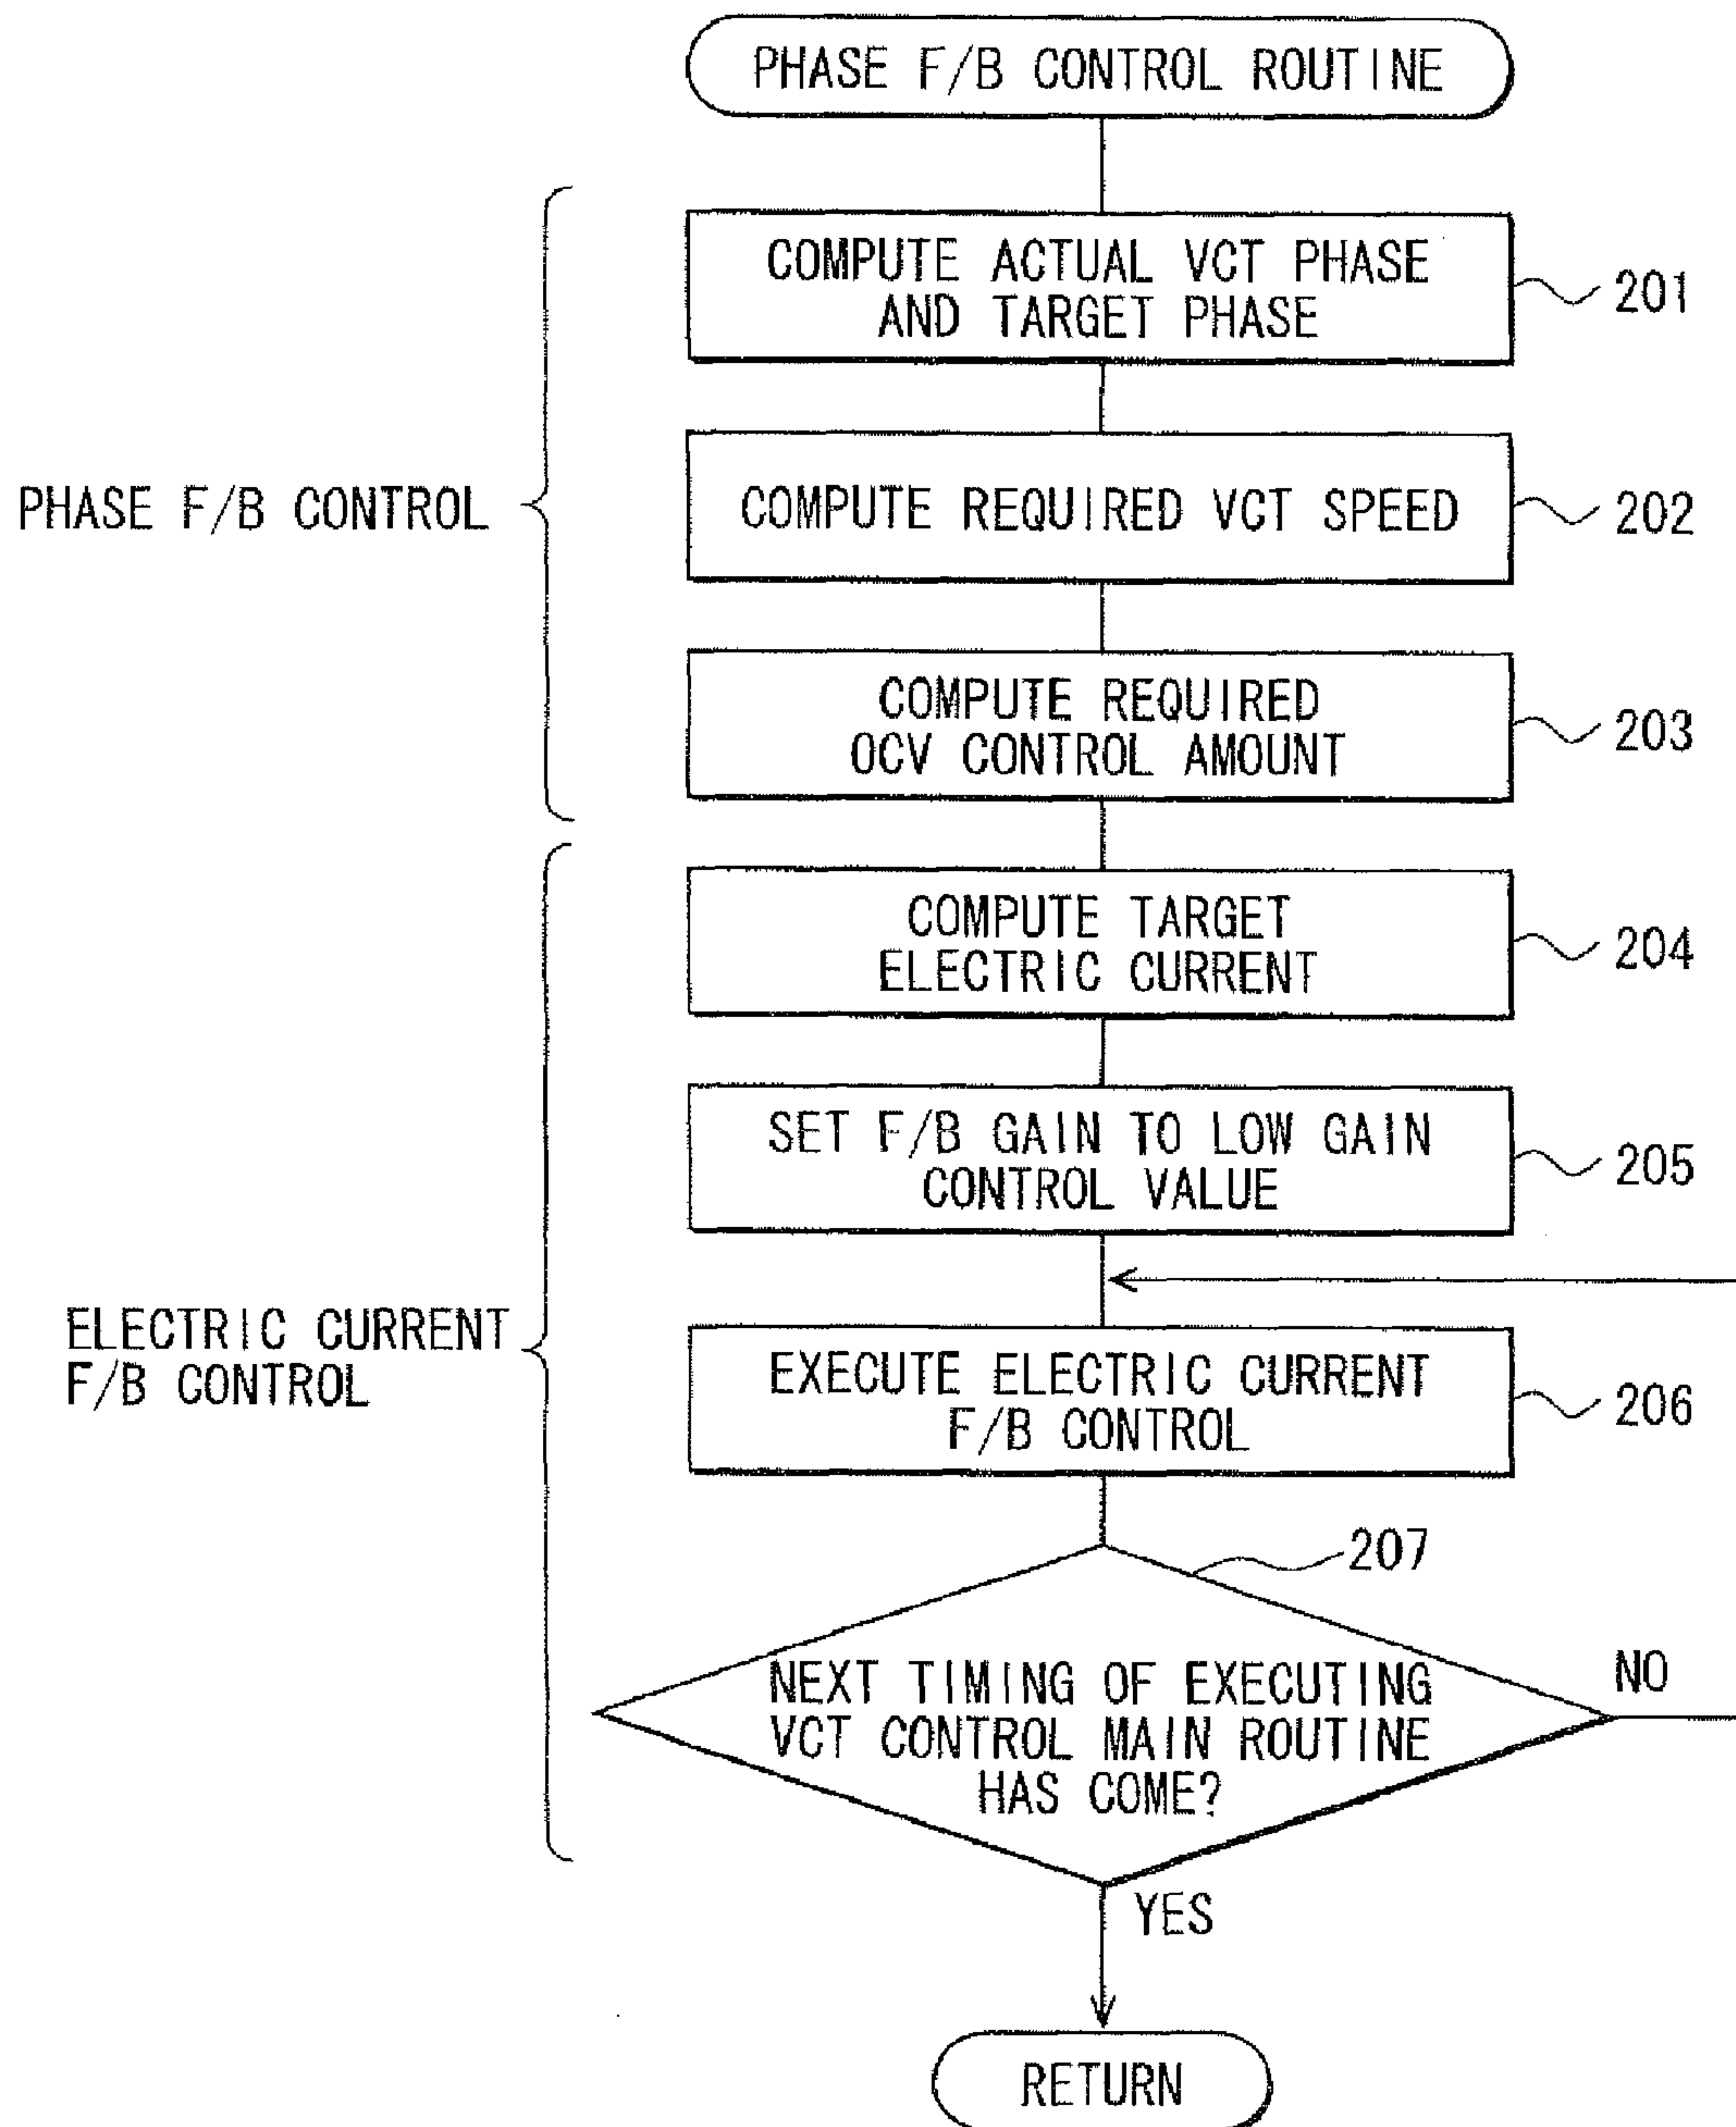 PHASE F/B CONTROL ROUTINE
COMPUTE ACTUAL VCT PHASE
AND TARGET PHASE
201
PHASE F/B CONTROL
COMPUTE REQUIRED VCT SPEED
202
COMPUTE REQUIRED
OCV CONTROL AMOUNT
203
COMPUTE TARGET
ELECTRIC CURRENT
204
SET F/B GAIN TO LOW GAIN
CONTROL VALUE
205
ELECTRIC CURRENT
F/B CONTROL
EXECUTE ELECTRIC CURRENT
F/B CONTROL
206
207
NEXT TIMING OF EXECUTING
VCT CONTROL MAIN ROUTINE
HAS COME?
NO
YES
RETURN